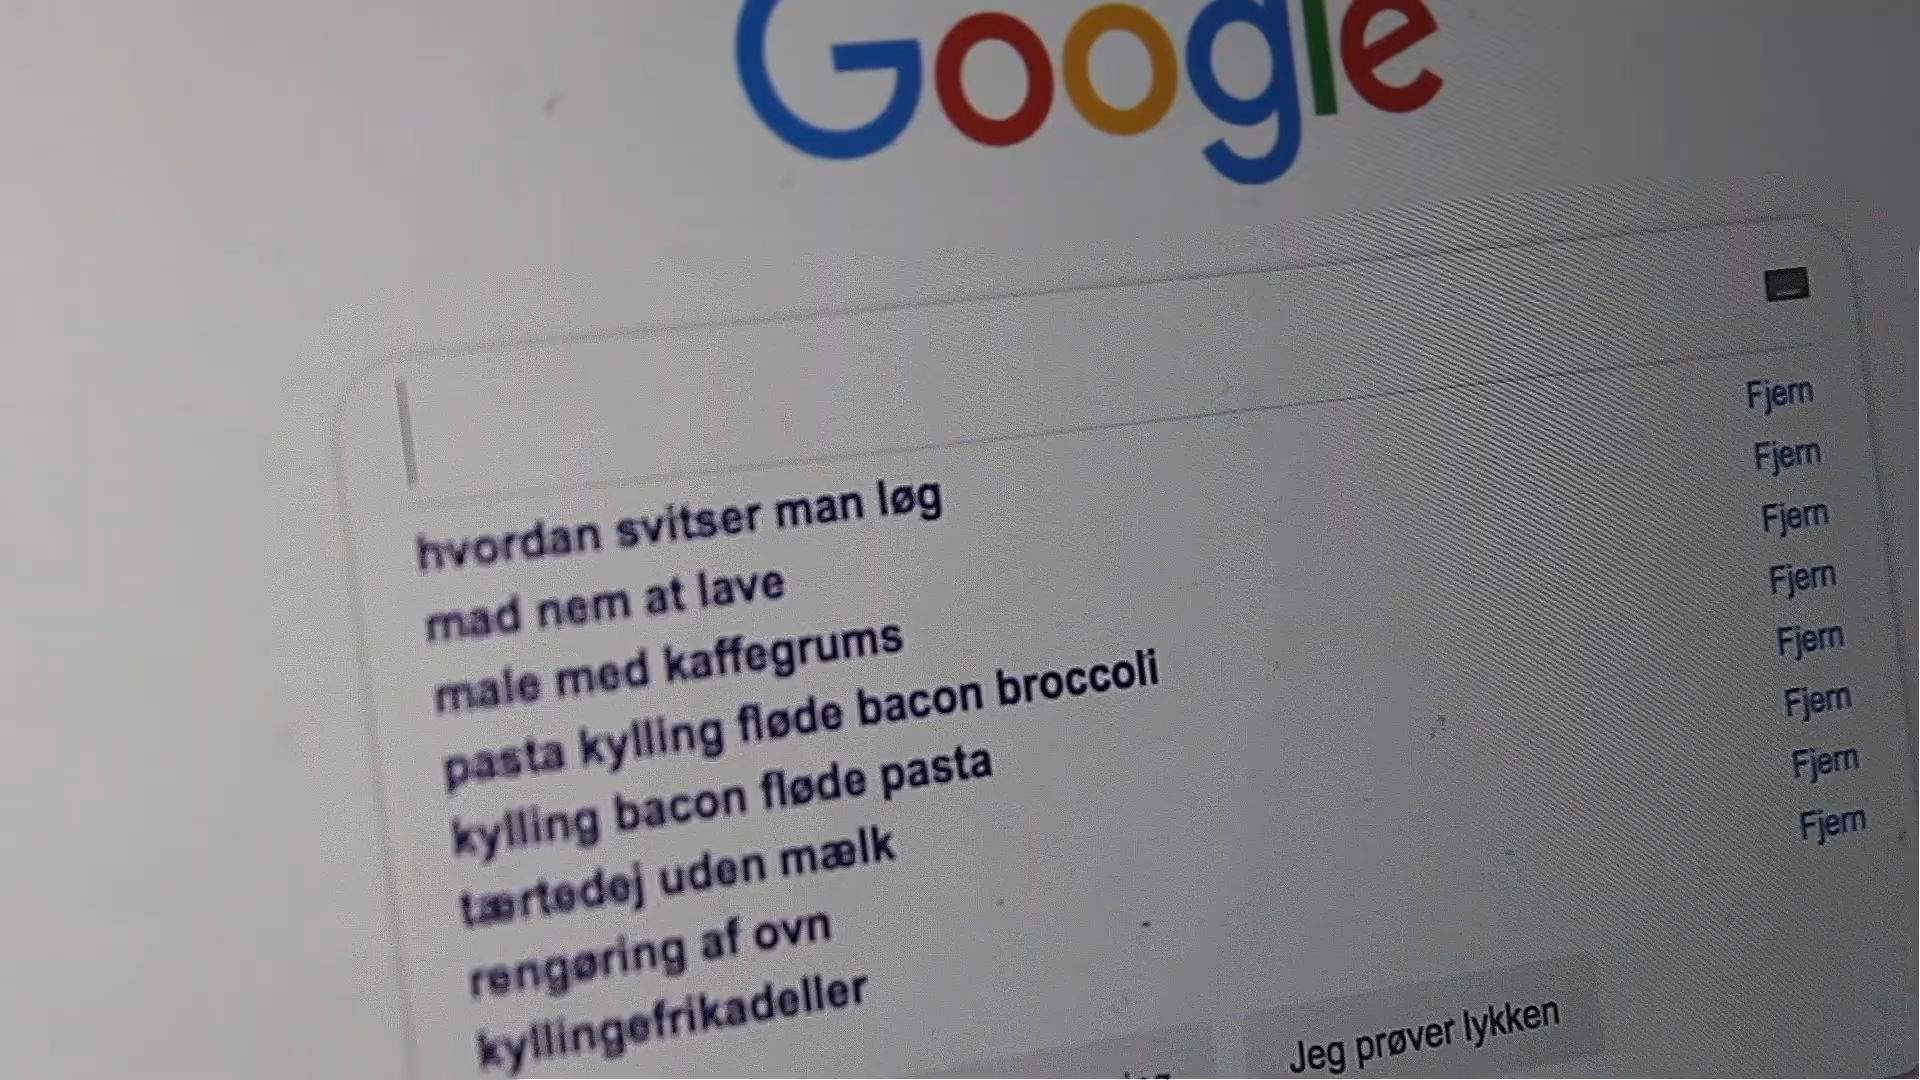 Google
hvordan svitser man løg Fjern
mad nem at lave Fjern
male med kaffegrums Fjern
pasta kylling fløde bacon broccoli Fjern
kylling bacon fløde pasta Fjern
tærtedej uden mælk Fjern
rengøring af ovn Fjern
kyllingefrikadeller Fjern
Jeg prøver lykken